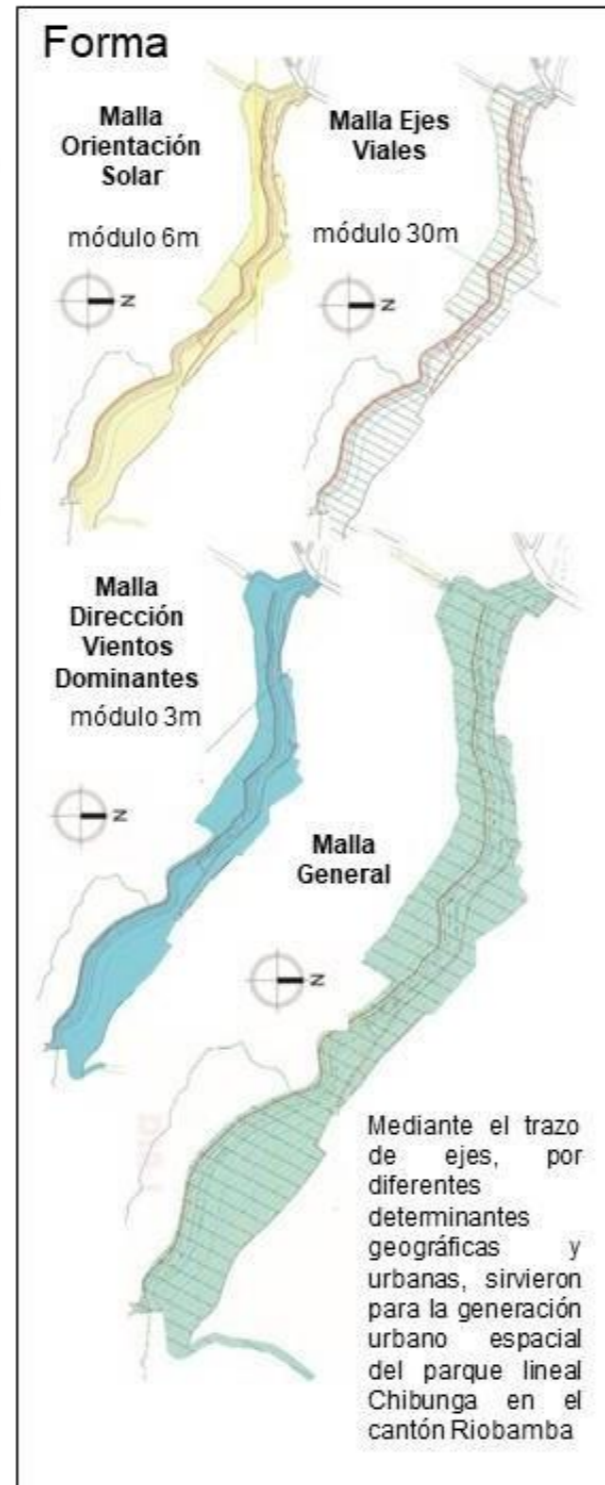 Forma
Malla
Orientación
Solar
módulo 6m
N
Malla Ejes
Viales
módulo 30m
N
Malla
Dirección
Vientos
Dominantes
módulo 3m
N
Malla
General
N
Mediante el trazo
de ejes, por
diferentes
determinantes
geográficas y
urbanas, sirvieron
para la generación
urbano espacial
del parque lineal
Chibunga en el
cantón Riobamba